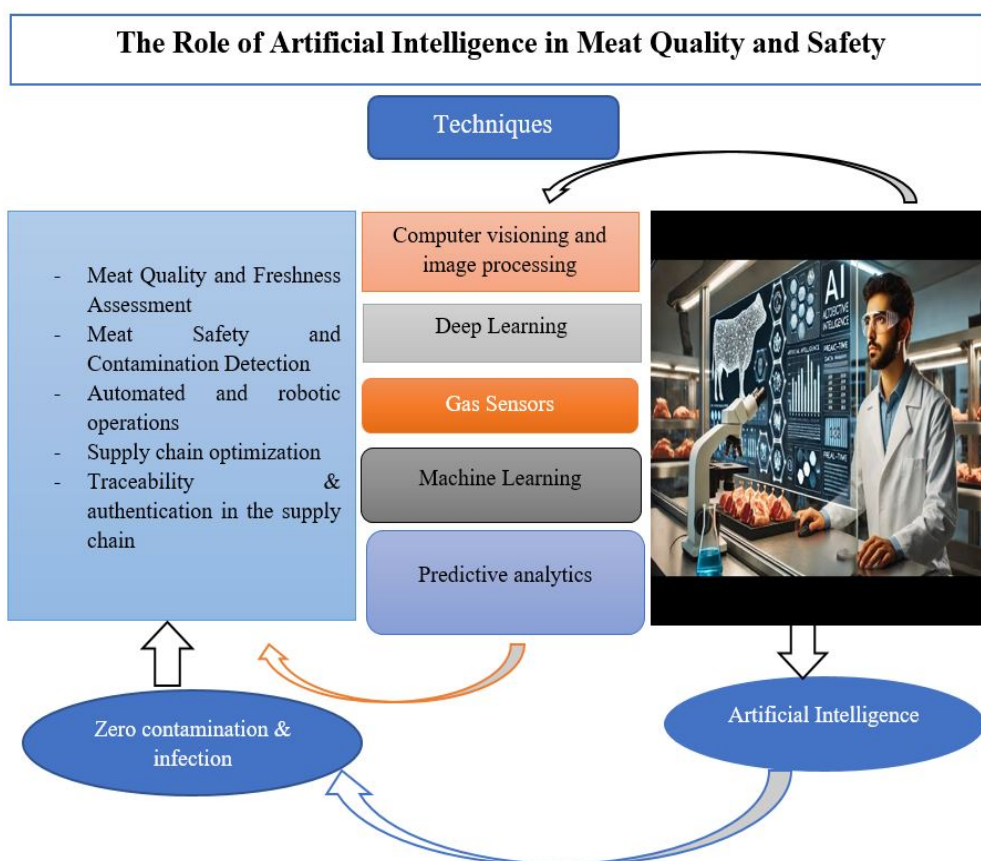 The Role of Artificial Intelligence in Meat Quality and Safety
Techniques
- Meat Quality and Freshness
Assessment
- Meat Safety and
Contamination Detection
- Automated and robotic
operations
- Supply chain optimization
- Traceability &
authentication in the supply
chain
Computer visioning and
image processing
Deep Learning
Gas Sensors
Machine Learning
Predictive analytics
AI
Zero contamination &
infection
Artificial Intelligence